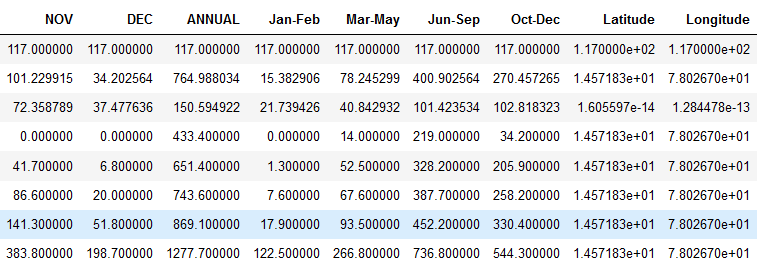 NOV DEC ANNUAL Jan-Feb Mar-May Jun-Sep Oct-Dec Latitude Longitude
117.000000 117.000000 117.000000 117.000000 117.000000 117.000000 117.000000 1.170000e+02 1.170000e+02
101.229915 34.202564 764.988034 15.382906 78.245299 400.902564 270.457265 1.457183e+01 7.802670e+01
72.358789 37.477636 150.594922 21.739426 40.842932 101.423534 102.818323 1.605597e-14 1.284478e-13
0.000000 0.000000 433.400000 0.000000 14.000000 219.000000 34.200000 1.457183e+01 7.802670e+01
41.700000 6.800000 651.400000 1.300000 52.500000 328.200000 205.900000 1.457183e+01 7.802670e+01
86.600000 20.000000 743.600000 7.600000 67.600000 387.700000 258.200000 1.457183e+01 7.802670e+01
141.300000 51.800000 869.100000 17.900000 93.500000 452.200000 330.400000 1.457183e+01 7.802670e+01
383.800000 198.700000 1277.700000 122.500000 266.800000 736.800000 544.300000 1.457183e+01 7.802670e+01